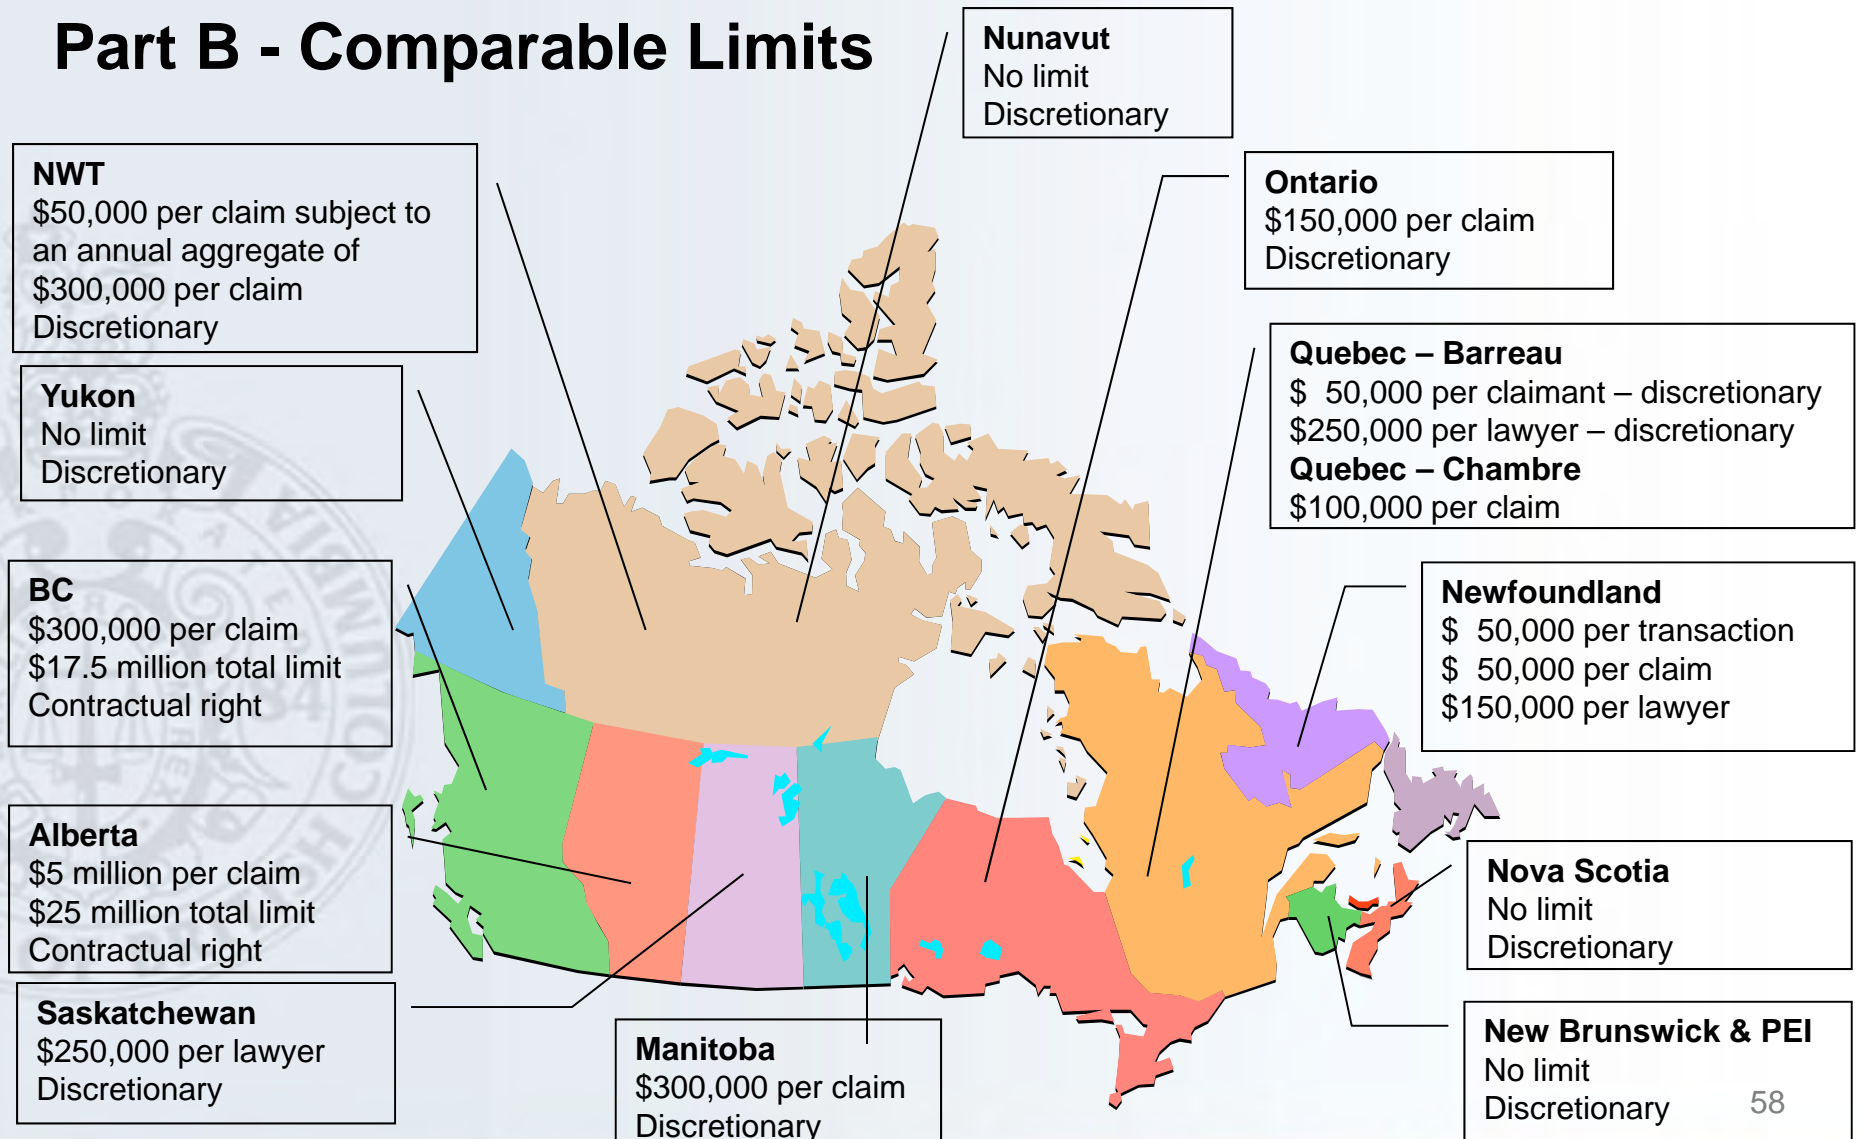 Part B - Comparable Limits
Nunavut
No limit
Discretionary
NWT
$50,000 per claim subject to
an annual aggregate of
$300,000 per claim
Discretionary
Ontario
$150,000 per claim
Discretionary
Yukon
No limit
Discretionary
Quebec – Barreau
$  50,000 per claimant – discretionary
$250,000 per lawyer – discretionary
Quebec – Chambre
$100,000 per claim
BC
$300,000 per claim
$17.5 million total limit
Contractual right
Newfoundland
$  50,000 per transaction
$  50,000 per claim
$150,000 per lawyer
Alberta
$5 million per claim
$25 million total limit
Contractual right
Nova Scotia
No limit
Discretionary
Saskatchewan
$250,000 per lawyer
Discretionary
Manitoba
$300,000 per claim
Discretionary
New Brunswick & PEI
No limit
Discretionary
58